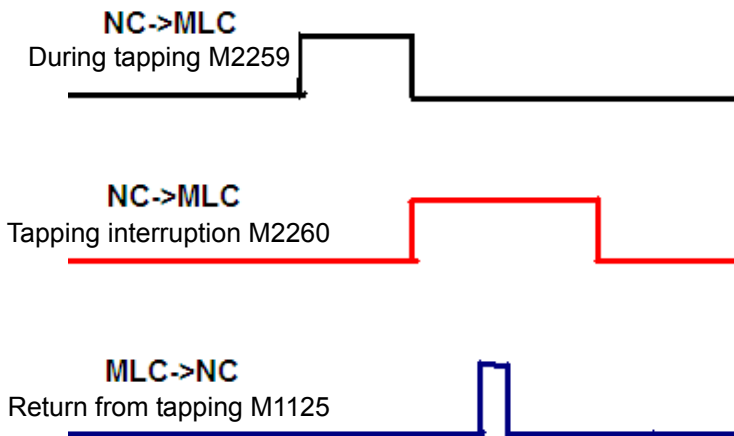 NC->MLC
During tapping M2259
NC->MLC
Tapping interruption M2260
MLC->NC
Return from tapping M1125